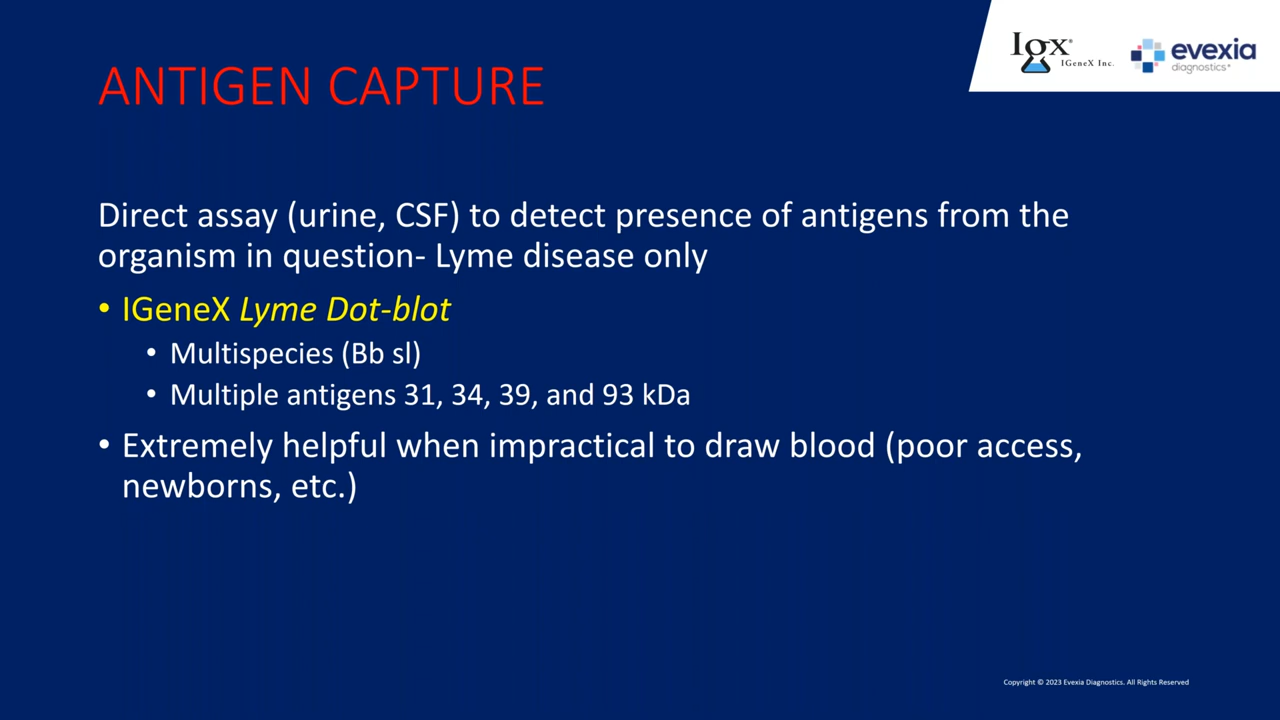 Igx®
IGeneX Inc.
evexia
diagnostics+
ANTIGEN CAPTURE
Direct assay (urine, CSF) to detect presence of antigens from the
organism in question- Lyme disease only
• IGeneX Lyme Dot-blot
• Multispecies (Bb sl)
• Multiple antigens 31, 34, 39, and 93 kDa
• Extremely helpful when impractical to draw blood (poor access,
newborns, etc.)
Copyright © 2023 Evexia Diagnostics. All Rights Reserved